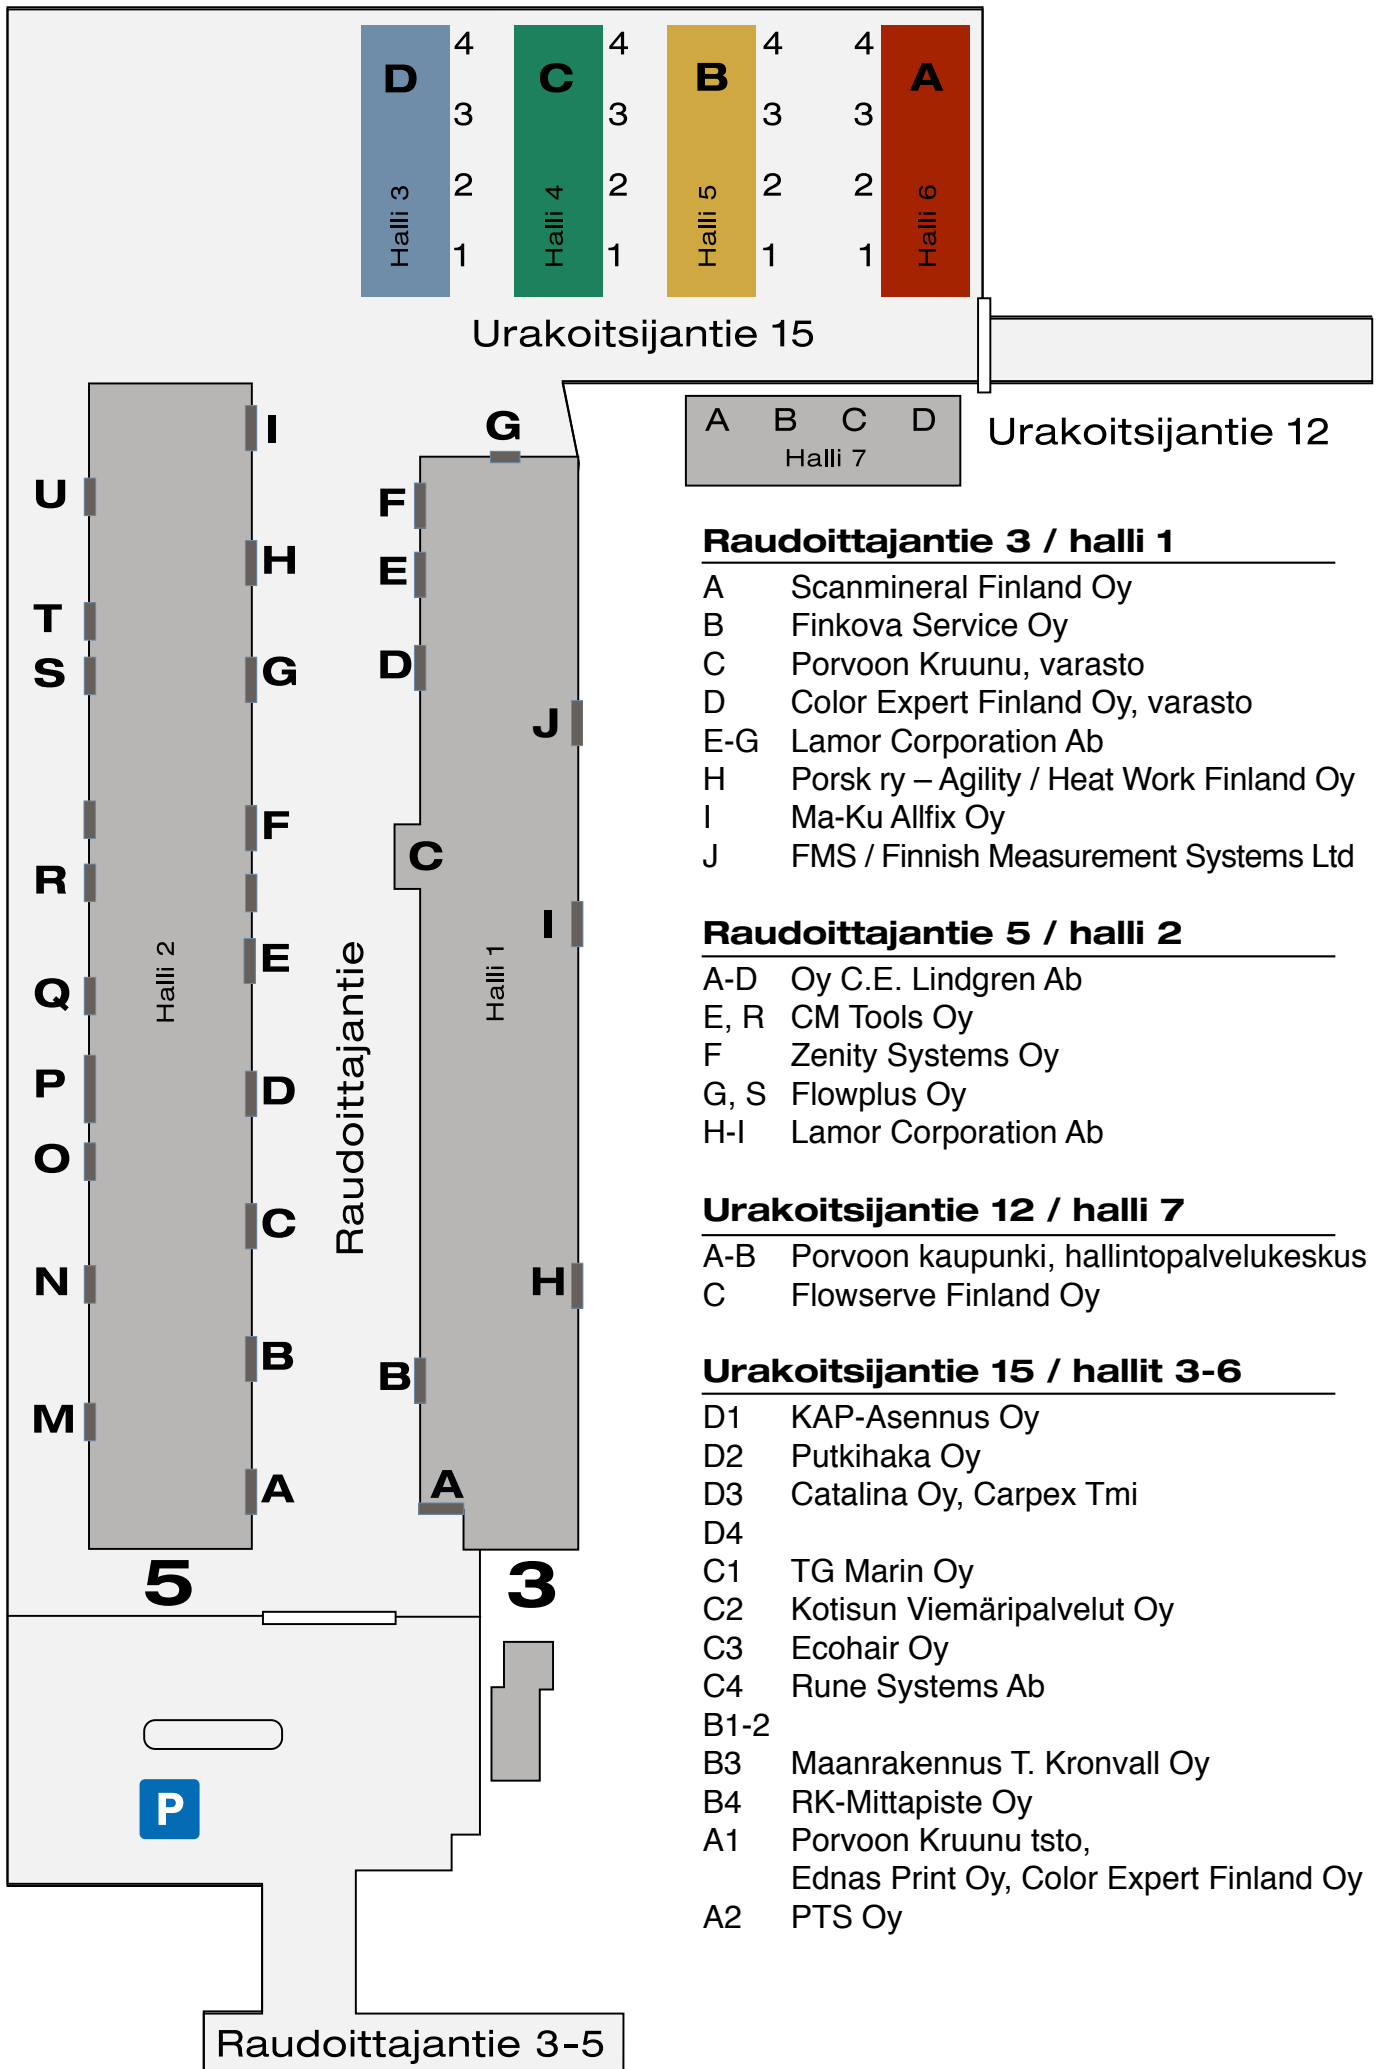 D
C
B
A
4
4
4
4
3
3
3
3
2
2
2
2
1
1
1
1
Halli 3
Halli 4
Halli 5
Halli 6
Urakoitsijantie 15
A B C D
Halli 7
Urakoitsijantie 12
I
U
H
T
S
G
F
R
E
Q
P
D
O
C
N
B
M
A
Halli 2
5
Raudoittajantie
G
F
E
D
J
C
I
Halli 1
H
B
A
3
P
Raudoittajantie 3-5
Raudoittajantie 3 / halli 1
A Scanmineral Finland Oy
B Finkova Service Oy
C Porvoon Kruunu, varasto
D Color Expert Finland Oy, varasto
E-G Lamor Corporation Ab
H Porsk ry – Agility / Heat Work Finland Oy
I Ma-Ku Allfix Oy
J FMS / Finnish Measurement Systems Ltd
Raudoittajantie 5 / halli 2
A-D Oy C.E. Lindgren Ab
E, R CM Tools Oy
F Zenity Systems Oy
G, S Flowplus Oy
H-I Lamor Corporation Ab
Urakoitsijantie 12 / halli 7
A-B Porvoon kaupunki, hallintopalvelukeskus
C Flowserve Finland Oy
Urakoitsijantie 15 / hallit 3-6
D1 KAP-Asennus Oy
D2 Putkihaka Oy
D3 Catalina Oy, Carpex Tmi
D4
C1 TG Marin Oy
C2 Kotisun Viemäripalvelut Oy
C3 Ecohair Oy
C4 Rune Systems Ab
B1-2
B3 Maanrakennus T. Kronvall Oy
B4 RK-Mittapiste Oy
A1 Porvoon Kruunu tsto,
Ednas Print Oy, Color Expert Finland Oy
A2 PTS Oy